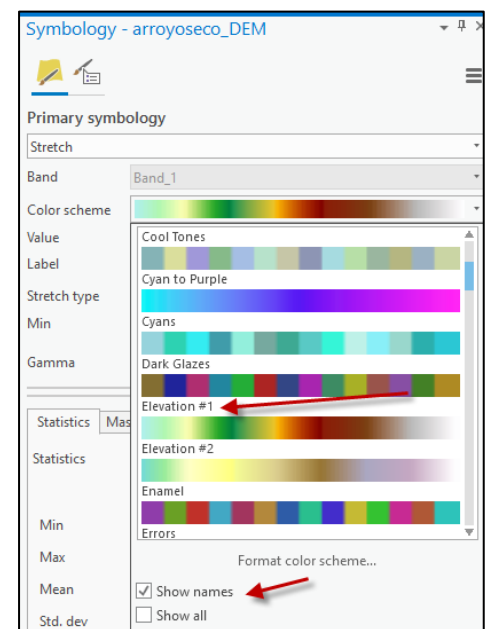 Symbology - arroyoseco_DEM
Primary symbology
Stretch
Band Band_1
Color scheme
Value
Label
Stretch type
Min
Gamma
Cool Tones
Cyan to Purple
Cyans
Dark Glazes
Elevation #1
Elevation #2
Enamel
Errors
Statistics Mas
Statistics
Min
Max
Mean
Std. dev
Format color scheme...
Show names
Show all